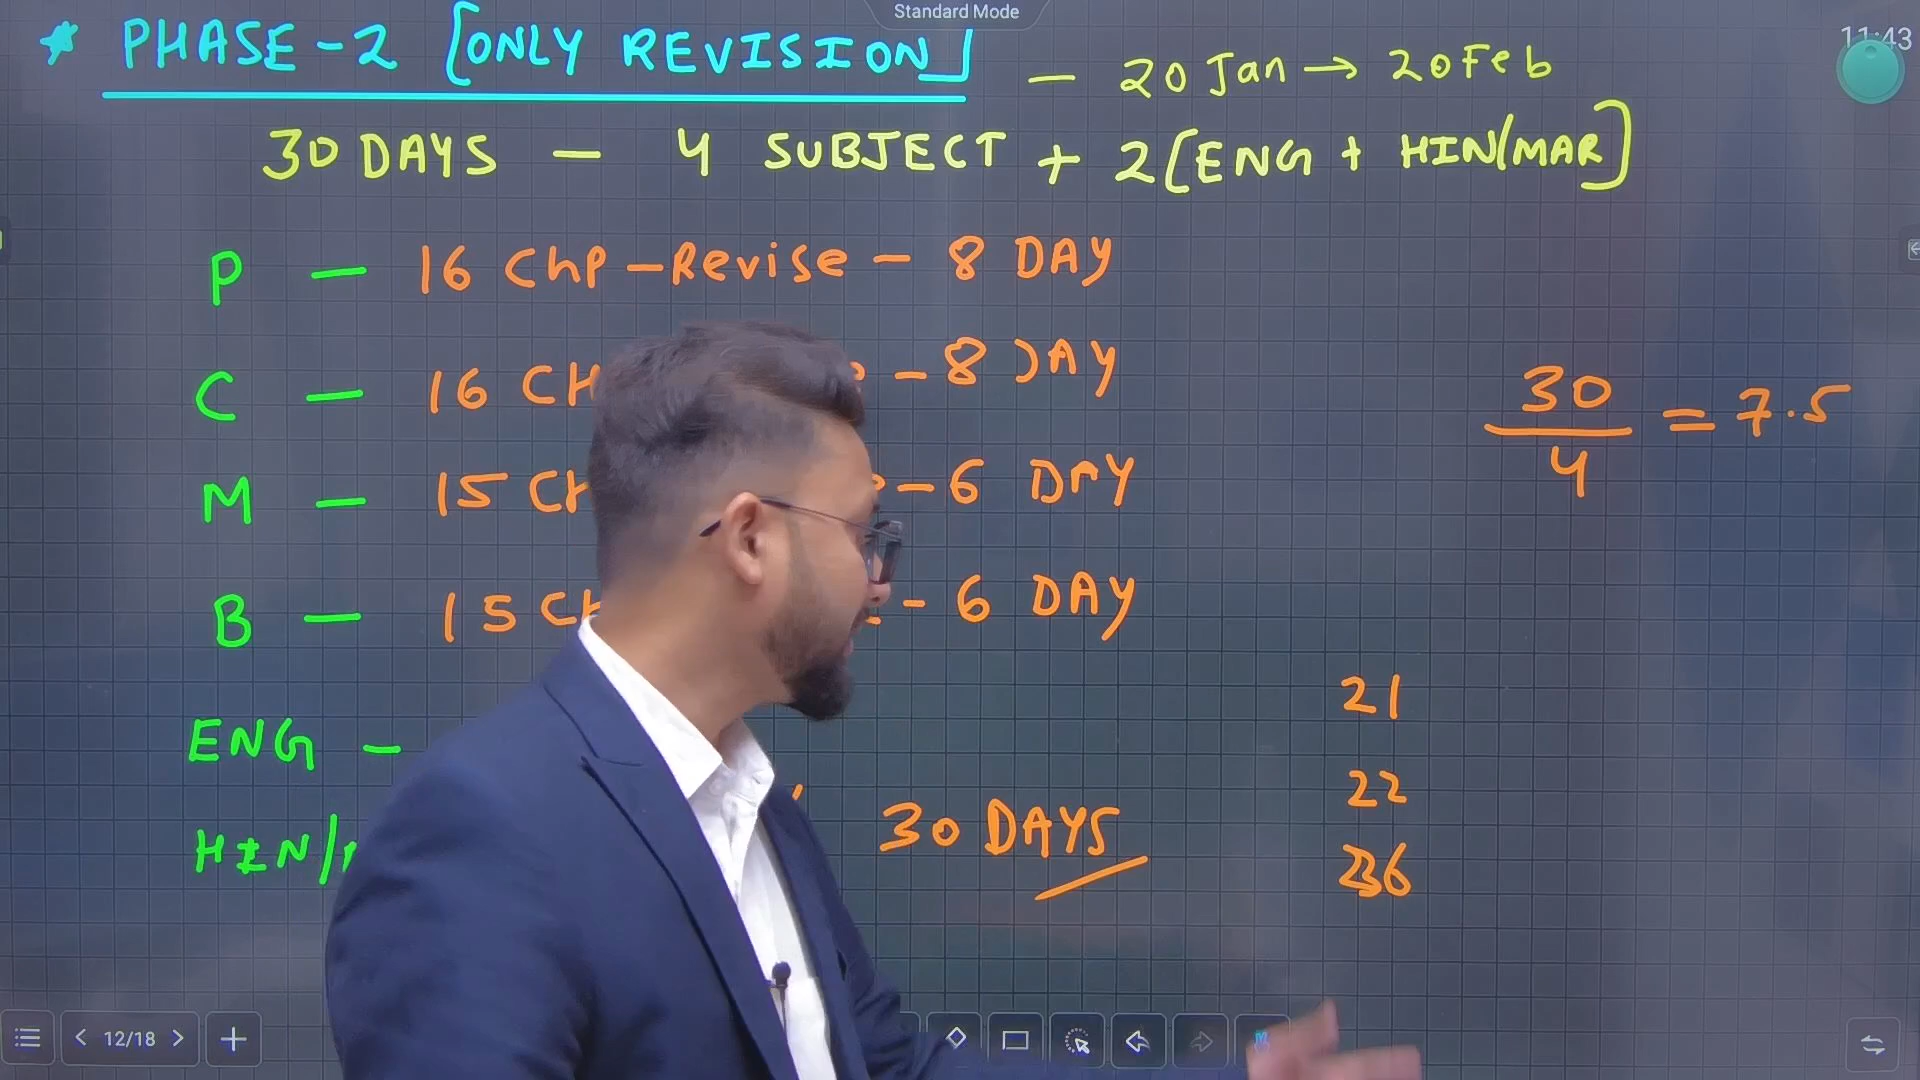 Standard Mode
11:43
★ PHASE-2 [ONLY REVISION] — 20 Jan → 20 Feb
30 DAYS — 4 SUBJECT + 2[ENG + HIN(MAR]
P — 16 ChP - Revise - 8 DAY
C — 16 CH - 8 DAY
30/4 = 7.5
M — 15 CH - 6 DAY
B — 15 CH - 6 DAY
21
ENG —
22
HIN/
30 DAYS
12/18